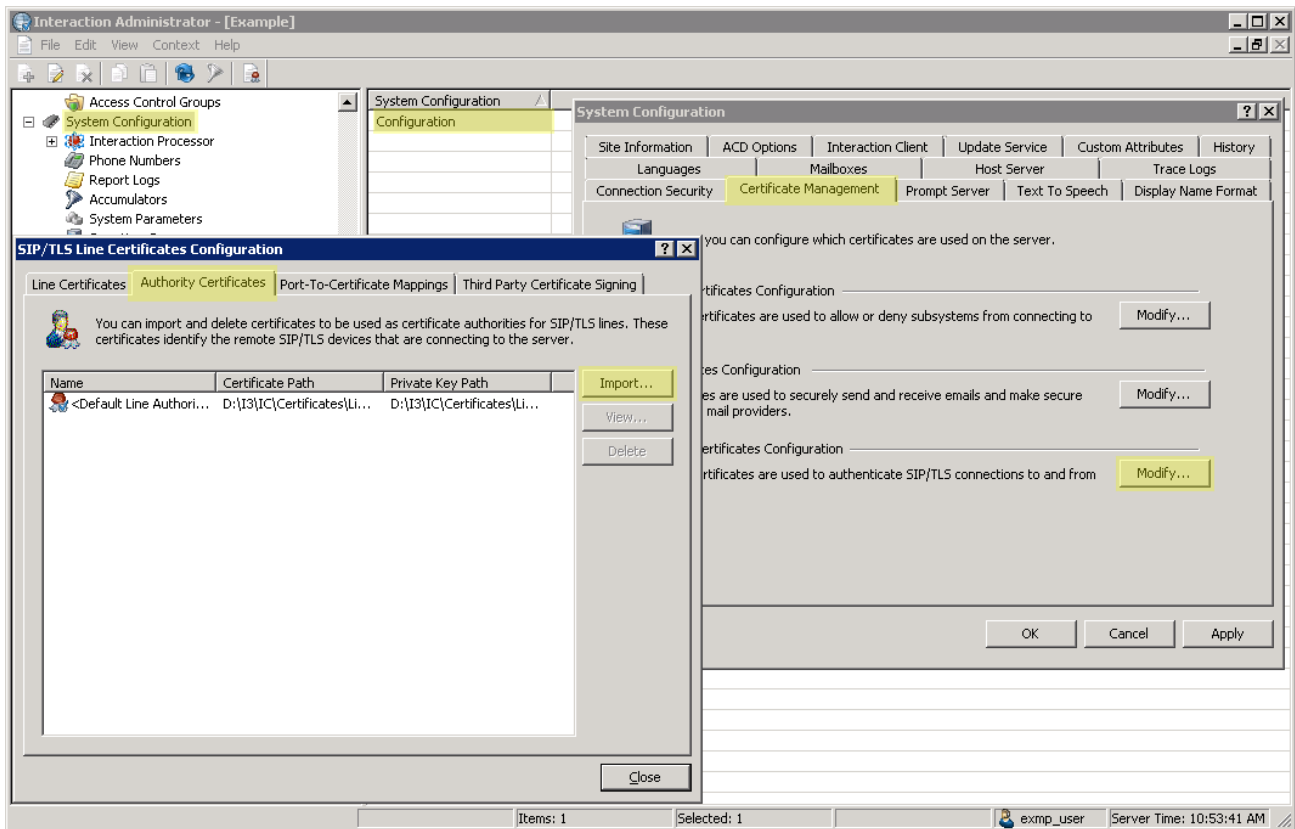 Interaction Administrator - [Example]
File Edit View Context Help
Access Control Groups
System Configuration
Interaction Processor
Phone Numbers
Report Logs
Accumulators
System Parameters
System Configuration
Configuration
System Configuration
Site Information ACD Options Interaction Client Update Service Custom Attributes History
Languages Mailboxes Host Server Trace Logs
Connection Security Certificate Management Prompt Server Text To Speech Display Name Format
you can configure which certificates are used on the server.
rtificates Configuration
ertificates are used to allow or deny subsystems from connecting to
Modify...
es Configuration
es are used to securely send and receive emails and make secure
mail providers.
Modify...
ertificates Configuration
rtificates are used to authenticate SIP/TLS connections to and from
Modify...
OK Cancel Apply
SIP/TLS Line Certificates Configuration
Line Certificates Authority Certificates Port-To-Certificate Mappings Third Party Certificate Signing
You can import and delete certificates to be used as certificate authorities for SIP/TLS lines. These
certificates identify the remote SIP/TLS devices that are connecting to the server.
Name Certificate Path Private Key Path
<Default Line Authori... D:\I3\IC\Certificates\Li... D:\I3\IC\Certificates\Li...
Import...
View...
Delete
Close
Items: 1 Selected: 1 exmp_user Server Time: 10:53:41 AM